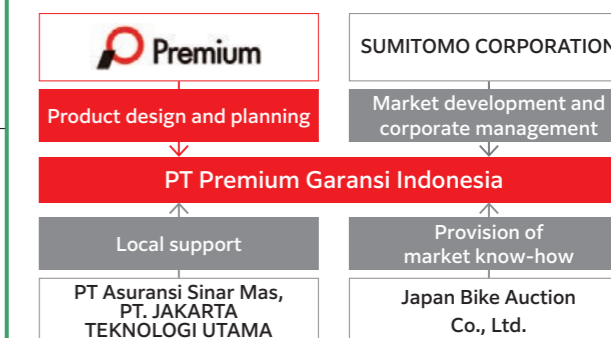 Premium
SUMITOMO CORPORATION
Product design and planning
Market development and
corporate management
PT Premium Garansi Indonesia
Local support
Provision of
market know-how
PT Asuransi Sinar Mas,
PT. JAKARTA
TEKNOLOGI UTAMA
Japan Bike Auction
Co., Ltd.